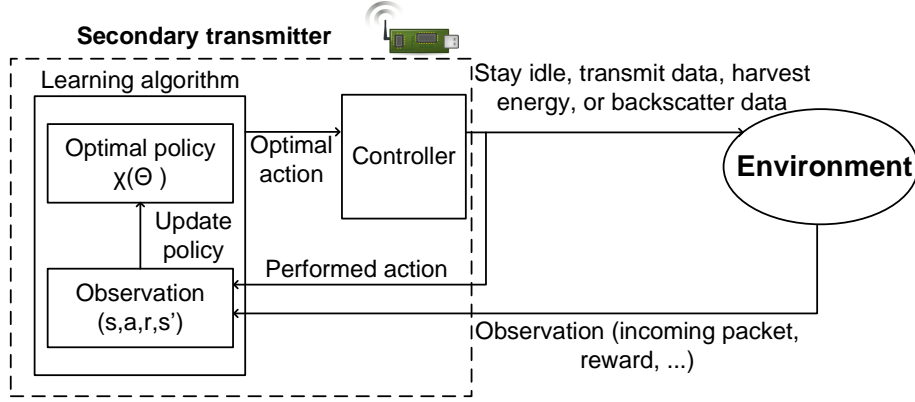 Secondary transmitter
Learning algorithm
Optimal policy
χ(Θ )
Update
policy
Observation
(s,a,r,s’)
Optimal
action
Controller
Performed action
Stay idle, transmit data, harvest
energy, or backscatter data
Environment
Observation (incoming packet,
reward, ...)